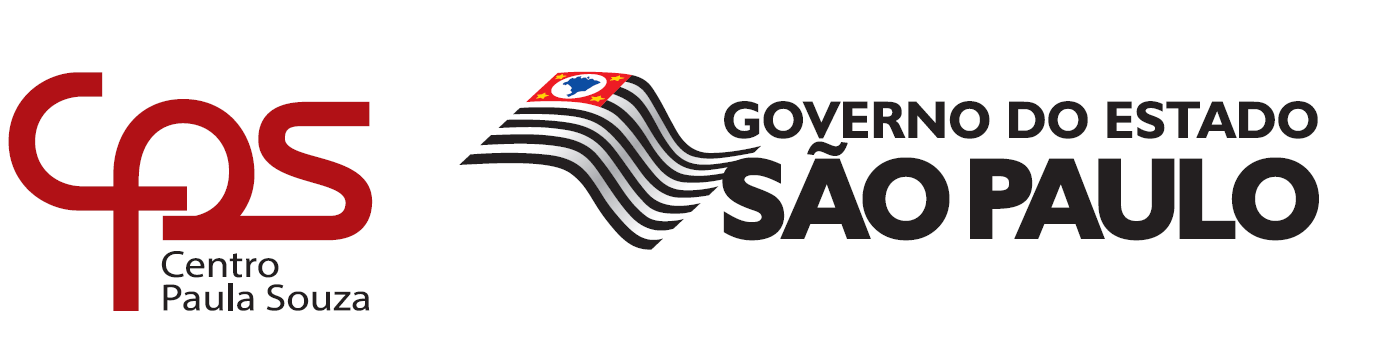 CPS
Centro
Paula Souza
GOVERNO DO ESTADO
SÃO PAULO